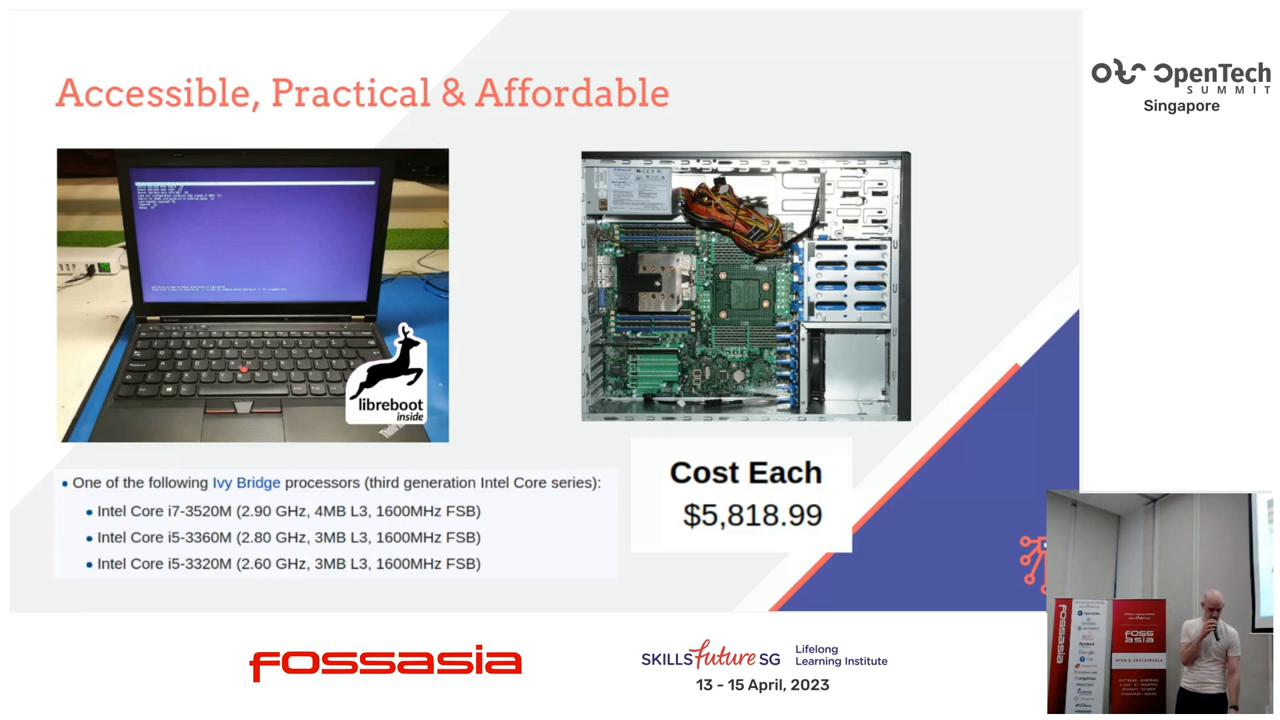 Accessible, Practical & Affordable
OpenTech
SUMMIT
Singapore
libreboot
inside
Cost Each
$5,818.99
• One of the following Ivy Bridge processors (third generation Intel Core series):
• Intel Core i7-3520M (2.90 GHz, 4MB L3, 1600MHz FSB)
• Intel Core i5-3360M (2.80 GHz, 3MB L3, 1600MHz FSB)
• Intel Core i5-3320M (2.60 GHz, 3MB L3, 1600MHz FSB)
fossasia
FOSS
ASIA
fossasia
SKILLSfuture SG
Lifelong
Learning Institute
13 - 15 April, 2023